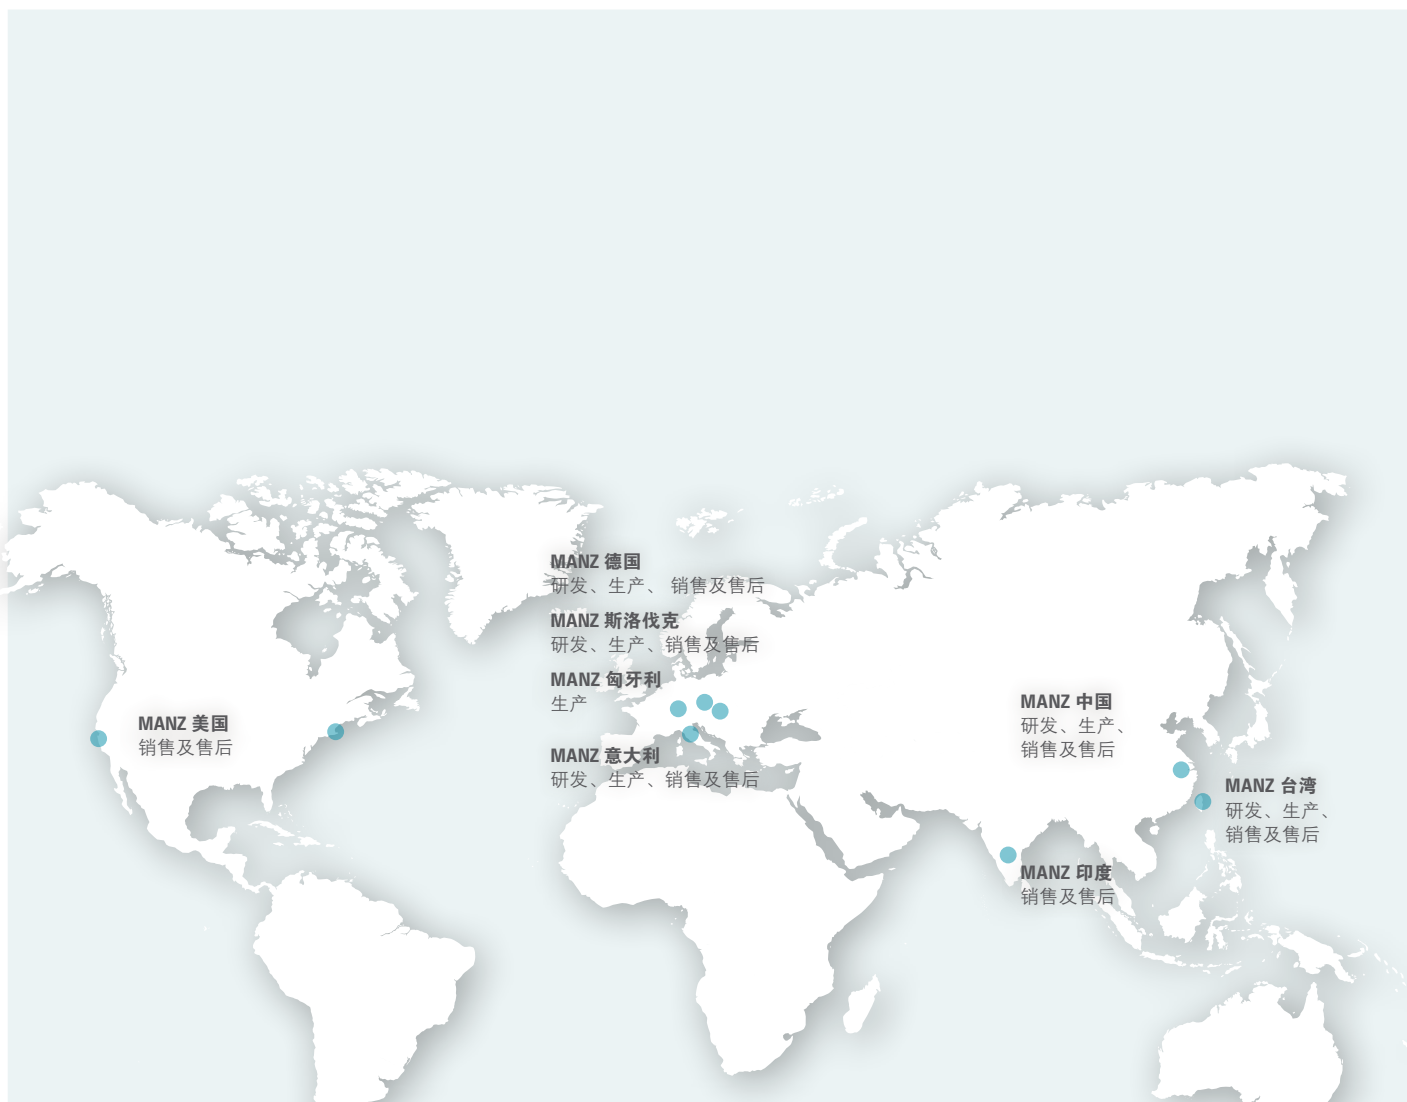 MANZ 德国
研发、生产、 销售及售后
MANZ 斯洛伐克
研发、生产、销售及售后
MANZ 匈牙利
生产
MANZ 意大利
研发、生产、销售及售后
MANZ 美国
销售及售后
MANZ 中国
研发、生产、
销售及售后
MANZ 台湾
研发、生产、
销售及售后
MANZ 印度
销售及售后